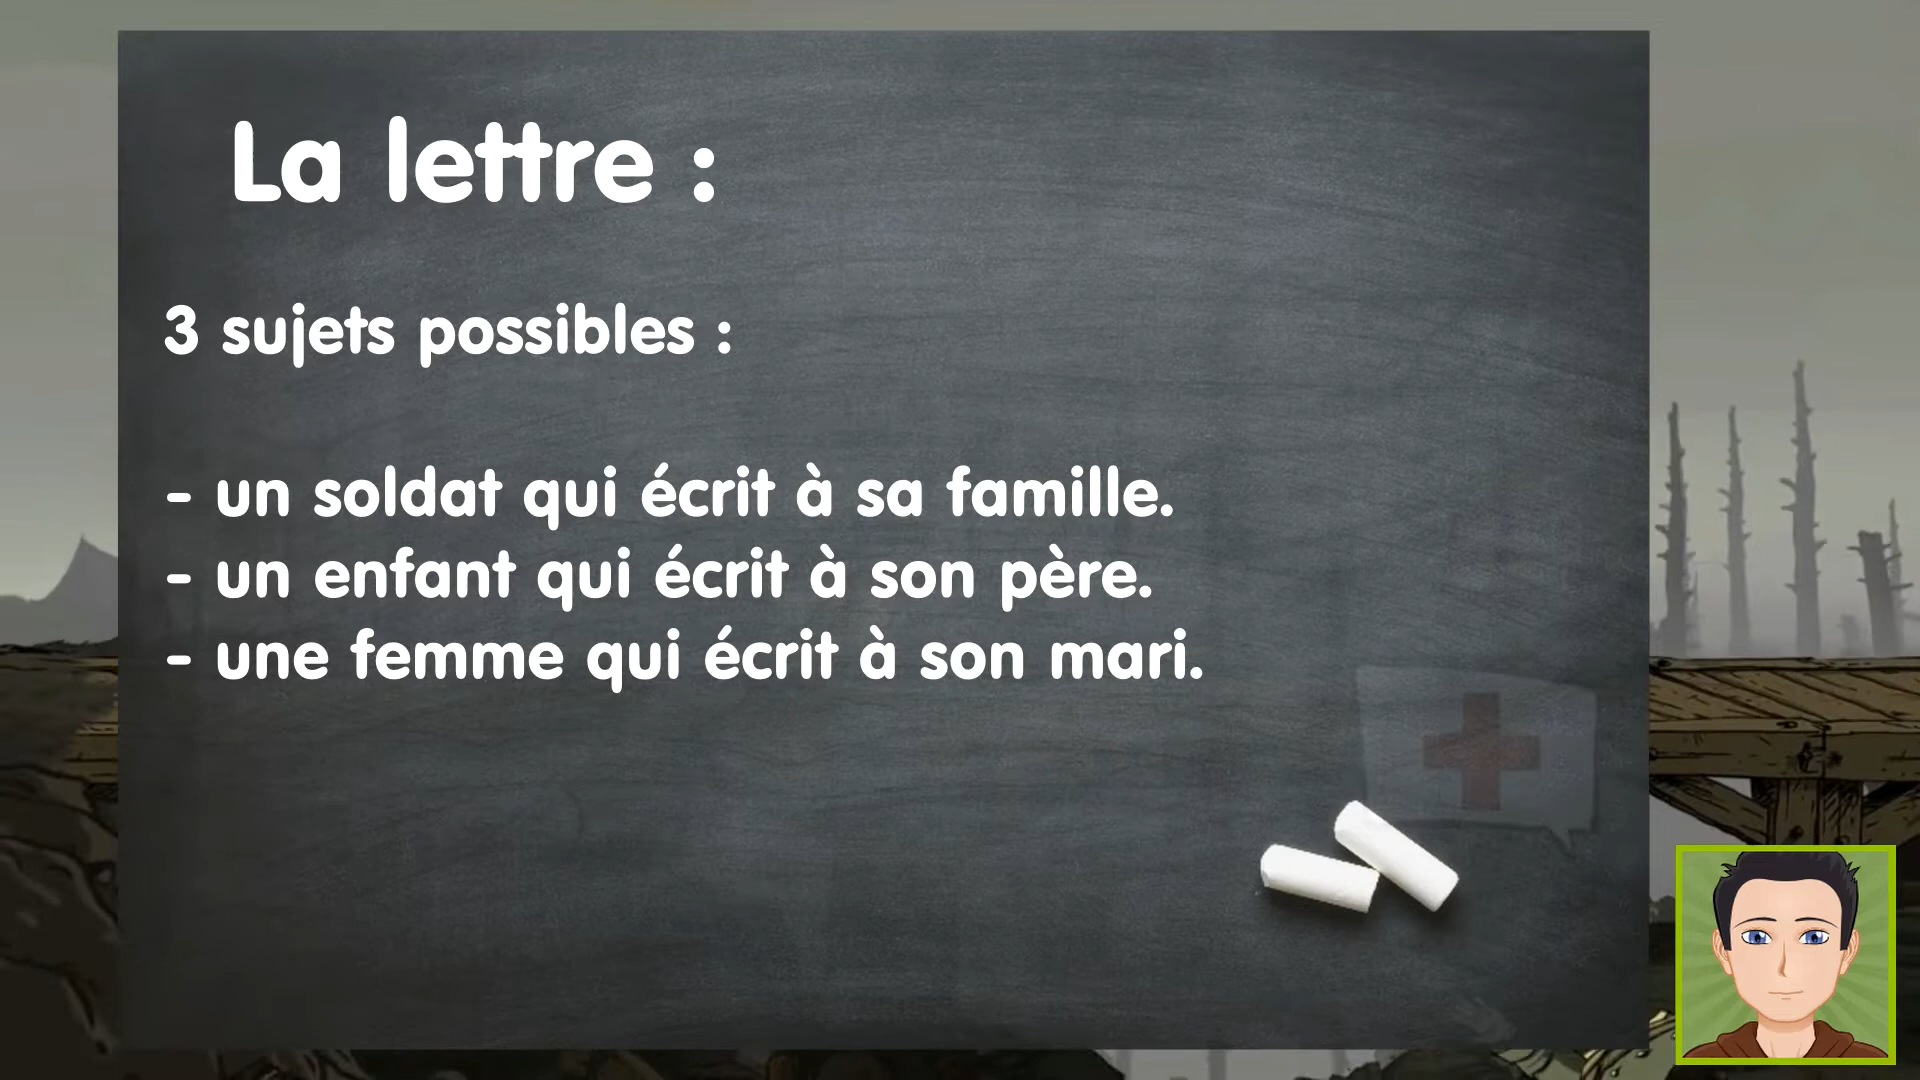 La lettre :
3 sujets possibles :
- un soldat qui écrit à sa famille.
- un enfant qui écrit à son père.
- une femme qui écrit à son mari.